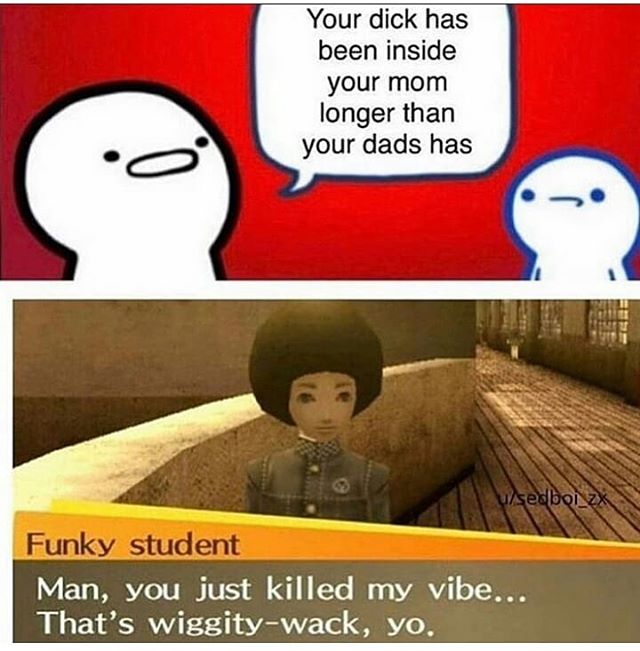 Your dick has
been inside
your mom
longer than
your dads has
u/sedboi_zx
Funky student
Man, you just killed my vibe...
That's wiggity-wack, yo.